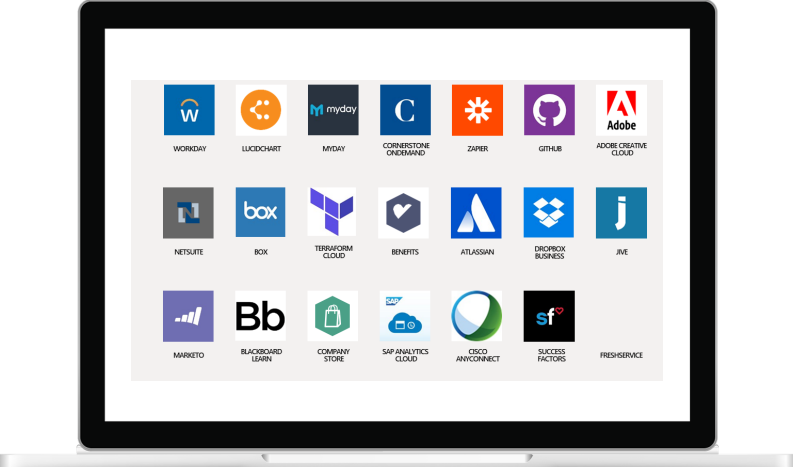 w
myday
C
Adobe
WORKDAY
LUCIDCHART
MYDAY
CORNERSTONE
ONDEMAND
ZAPIER
GITHUB
ADOBE CREATIVE
CLOUD
N
box
j
NETSUITE
BOX
TERRAFORM
CLOUD
BENEFITS
ATLASSIAN
DROPBOX
BUSINESS
JIVE
Bb
SAP
sf
MARKETO
BLACKBOARD
LEARN
COMPANY
STORE
SAP ANALYTICS
CLOUD
CISCO
ANYCONNECT
SUCCESS
FACTORS
FRESHSERVICE